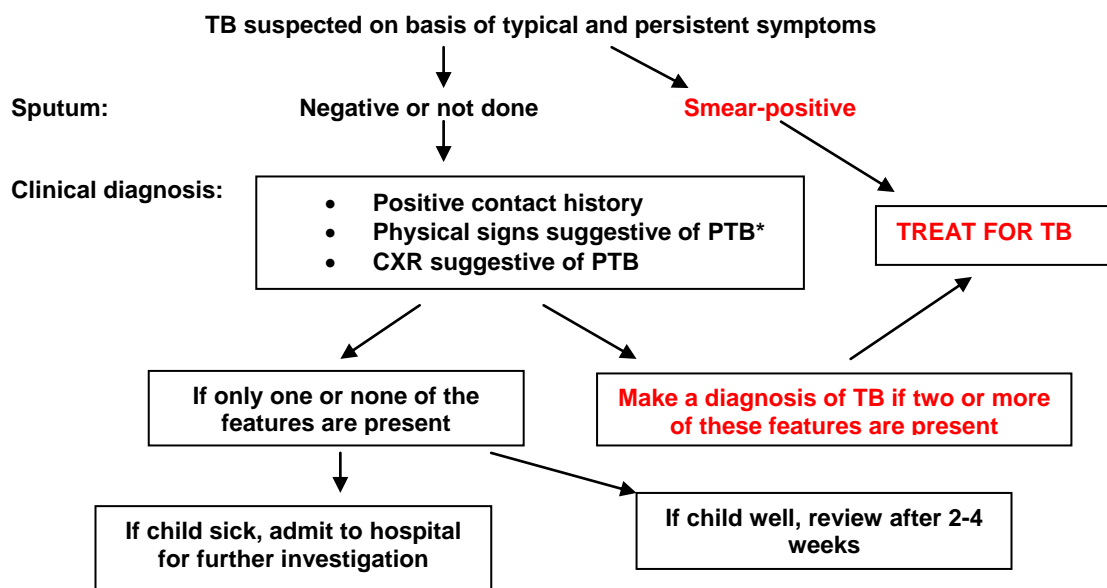 TB suspected on basis of typical and persistent symptoms
Sputum:
Negative or not done
Smear-positive
Clinical diagnosis:
• Positive contact history
• Physical signs suggestive of PTB*
• CXR suggestive of PTB
TREAT FOR TB
If only one or none of the
features are present
Make a diagnosis of TB if two or more
of these features are present
If child sick, admit to hospital
for further investigation
If child well, review after 2-4
weeks